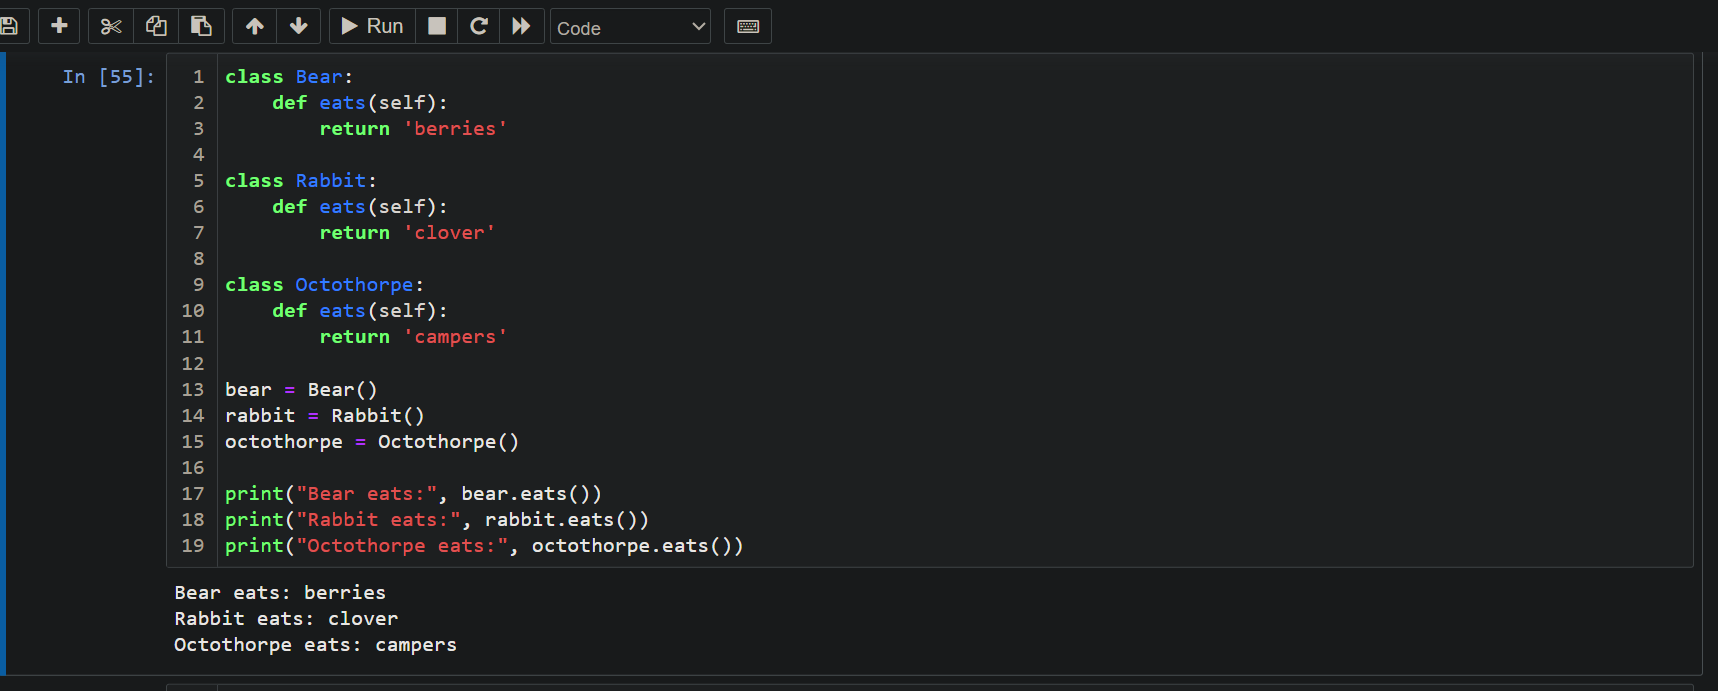 Run
Code
In [55]:
1 class Bear:
2     def eats(self):
3         return 'berries'
4
5 class Rabbit:
6     def eats(self):
7         return 'clover'
8
9 class Octothorpe:
10     def eats(self):
11         return 'campers'
12
13 bear = Bear()
14 rabbit = Rabbit()
15 octothorpe = Octothorpe()
16
17 print("Bear eats:", bear.eats())
18 print("Rabbit eats:", rabbit.eats())
19 print("Octothorpe eats:", octothorpe.eats())
Bear eats: berries
Rabbit eats: clover
Octothorpe eats: campers